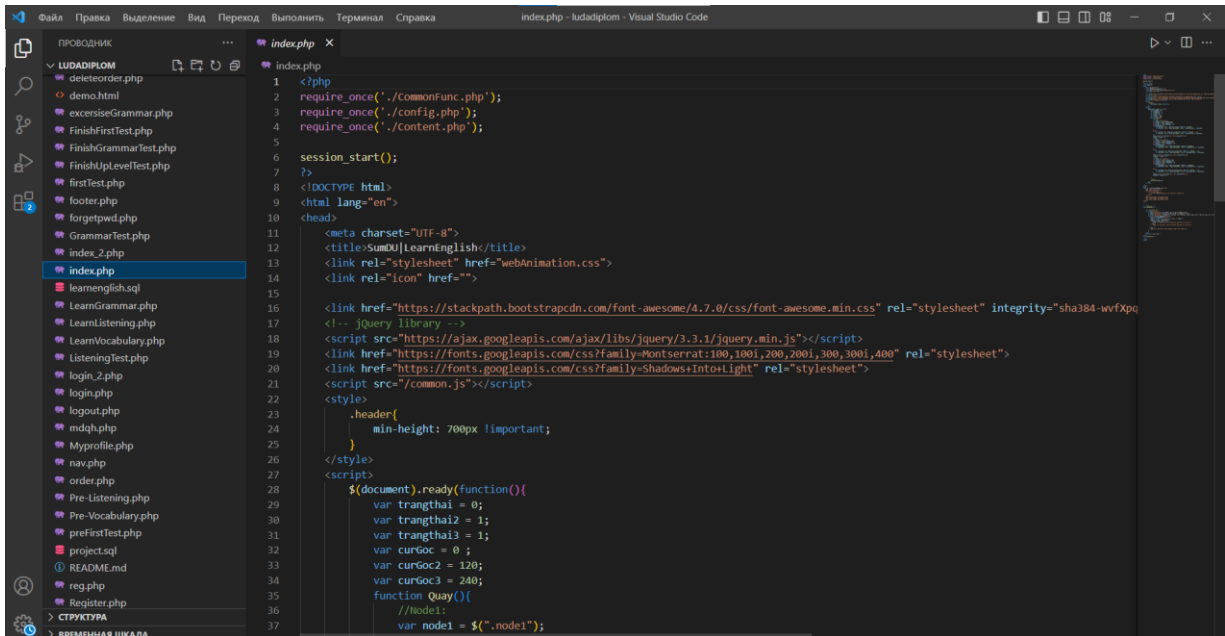 Файл Правка Выделение Вид Переход Выполнить Терминал Справка
index.php - ludadiplom - Visual Studio Code
ПРОВОДНИК
LUDADIPLOM
deleteorder.php
demo.html
excersiseGrammar.php
FinishFirstTest.php
FinishGrammarTest.php
FinishUpLevelTest.php
firstTest.php
footer.php
forgetpwd.php
GrammarTest.php
index_2.php
index.php
learnenglish.sql
LearnGrammar.php
LearnListening.php
LearnVocabulary.php
ListeningTest.php
login_2.php
login.php
logout.php
mdqh.php
Myprofile.php
nav.php
order.php
Pre-Listening.php
Pre-Vocabulary.php
preFirstTest.php
project.sql
README.md
reg.php
Register.php
СТРУКТУРА
ВРЕМЕННАЯ ШКАЛА
2
index.php
index.php
1 <?php
2 require_once('./CommonFunc.php');
3 require_once('./config.php');
4 require_once('./Content.php');
5
6 session_start();
7 ?>
8 <!DOCTYPE html>
9 <html lang="en">
10 <head>
11 <meta charset="UTF-8">
12 <title>SumDU|LearnEnglish</title>
13 <link rel="stylesheet" href="webAnimation.css">
14 <link rel="icon" href="">
15
16 <link href="https://stackpath.bootstrapcdn.com/font-awesome/4.7.0/css/font-awesome.min.css" rel="stylesheet" integrity="sha384-wvfXpq
17 <!-- jQuery library -->
18 <script src="https://ajax.googleapis.com/ajax/libs/jquery/3.3.1/jquery.min.js"></script>
19 <link href="https://fonts.googleapis.com/css?family=Montserrat:100,100i,200,200i,300,300i,400" rel="stylesheet">
20 <link href="https://fonts.googleapis.com/css?family=Shadows+Into+Light" rel="stylesheet">
21 <script src="/common.js"></script>
22 <style>
23 .header{
24 min-height: 700px !important;
25 }
26 </style>
27 <script>
28 $(document).ready(function(){
29 var trangthai = 0;
30 var trangthai2 = 1;
31 var trangthai3 = 1;
32 var curGoc = 0 ;
33 var curGoc2 = 120;
34 var curGoc3 = 240;
35 function Quay(){
36 //Node1:
37 var node1 = $(".node1");